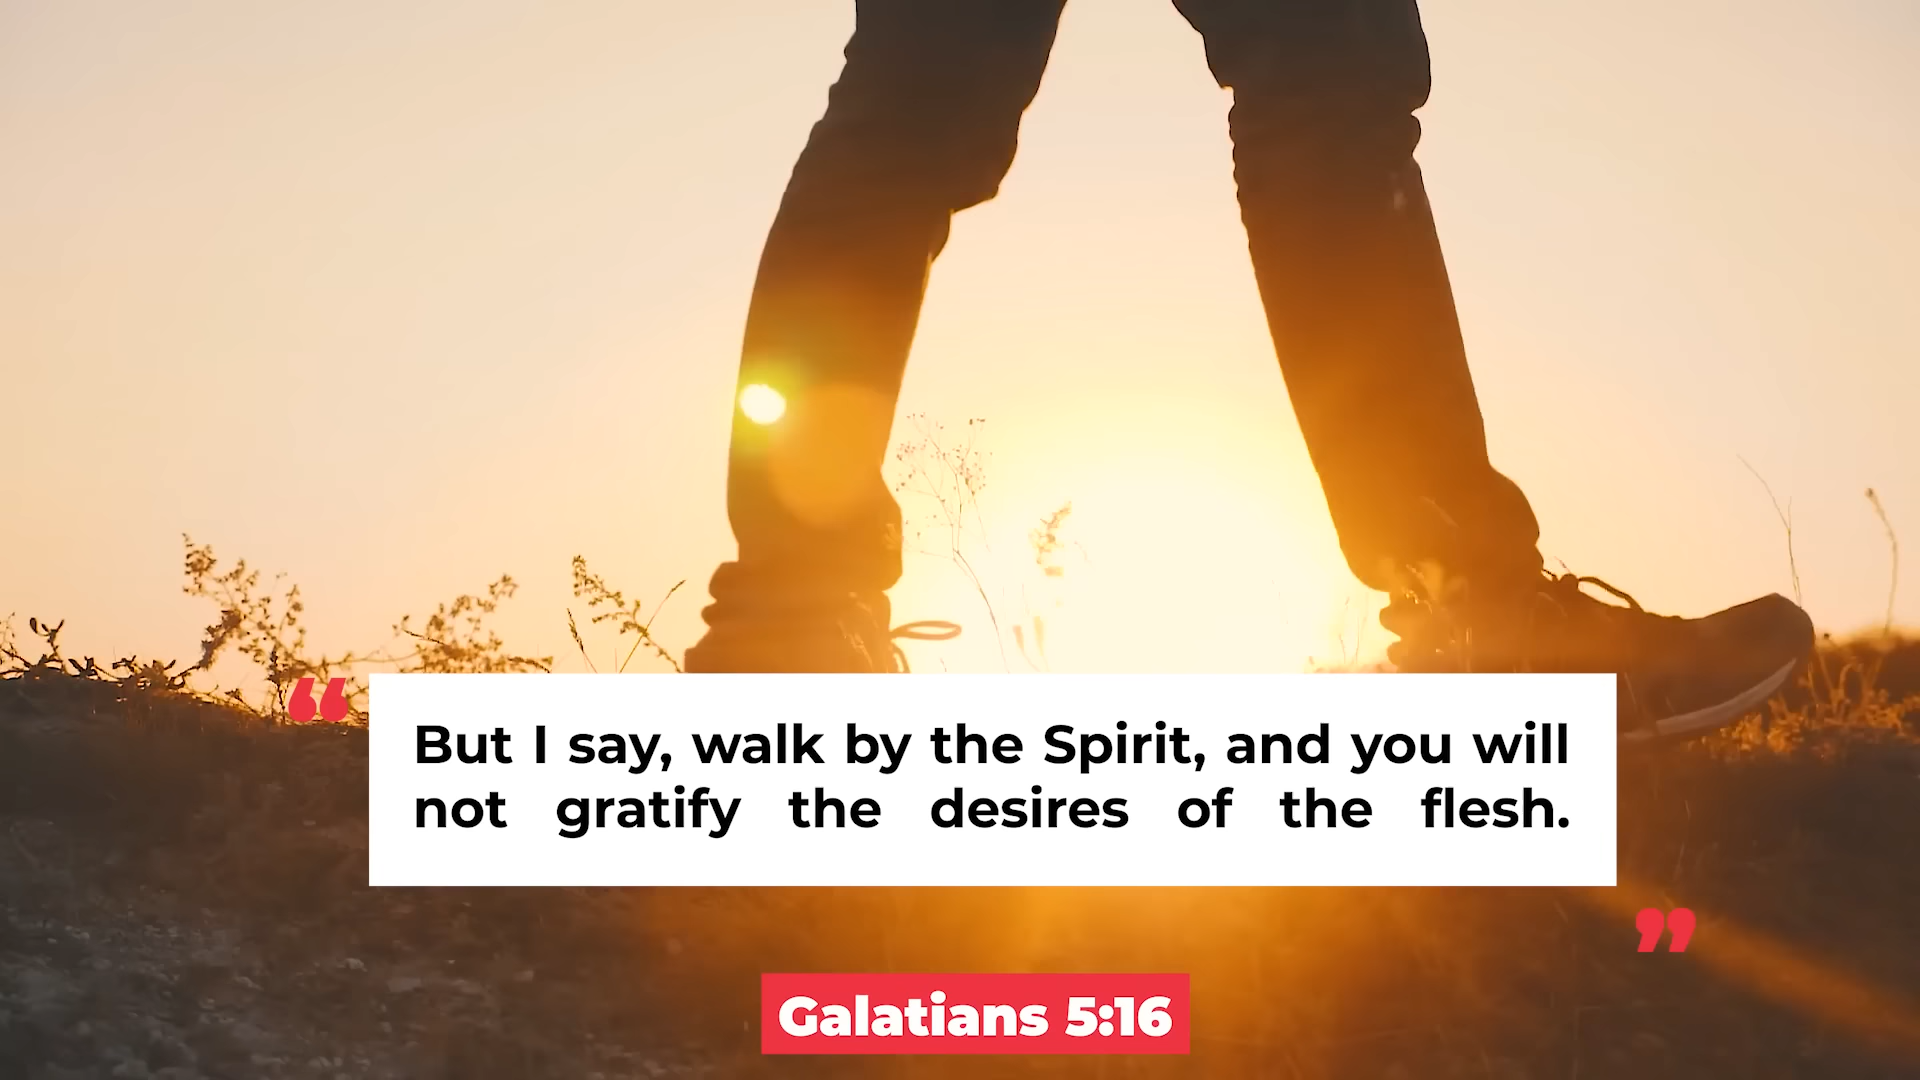 “
But I say, walk by the Spirit, and you will
not gratify the desires of the flesh.
”
Galatians 5:16